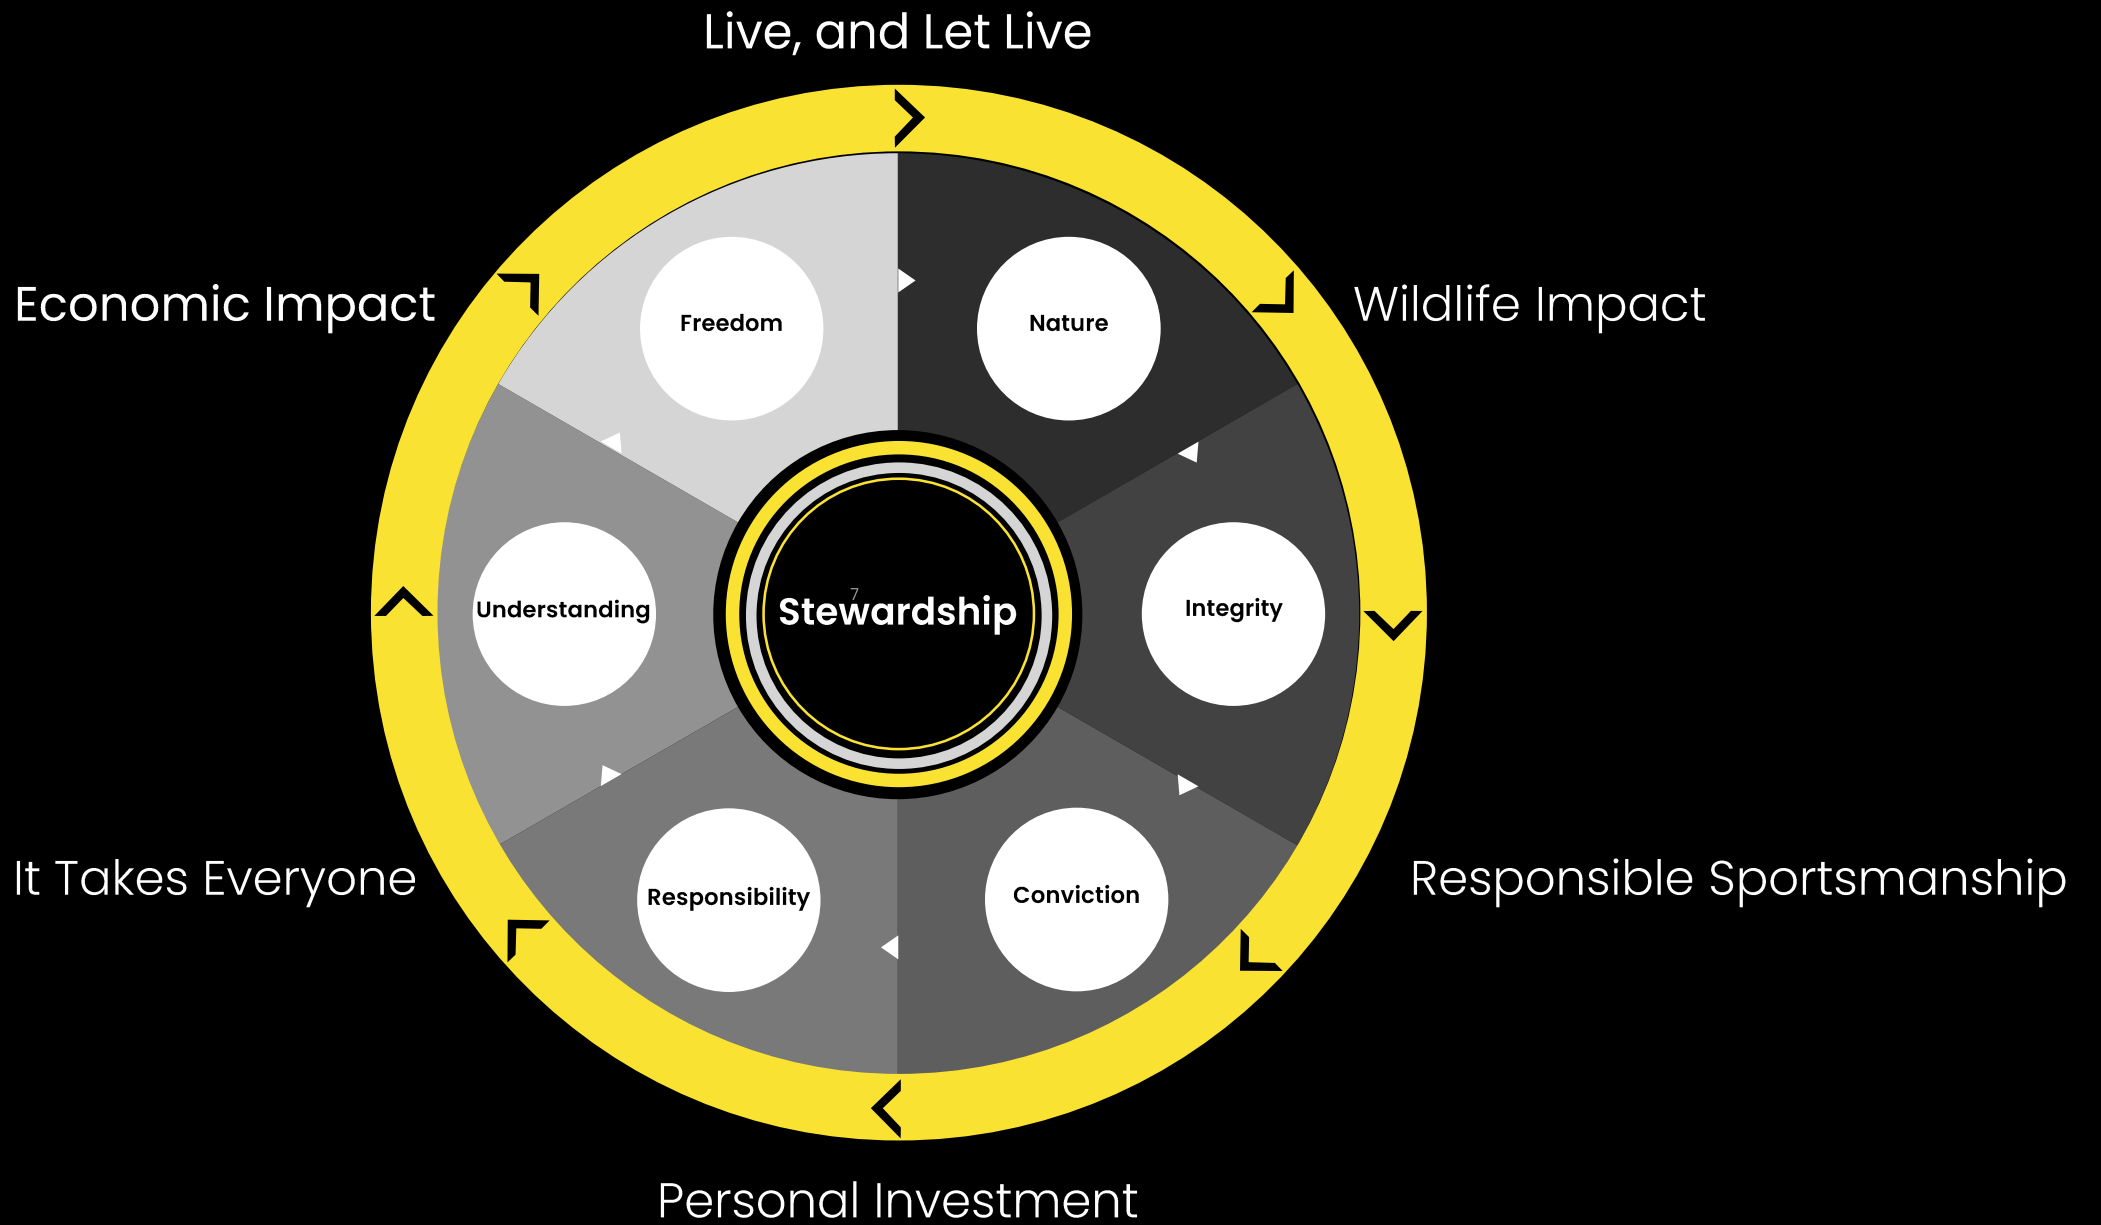 Live, and Let Live
Economic Impact
Wildlife Impact
Freedom
Nature
Understanding
7
Stewardship
Integrity
It Takes Everyone
Responsible Sportsmanship
Responsibility
Conviction
Personal Investment